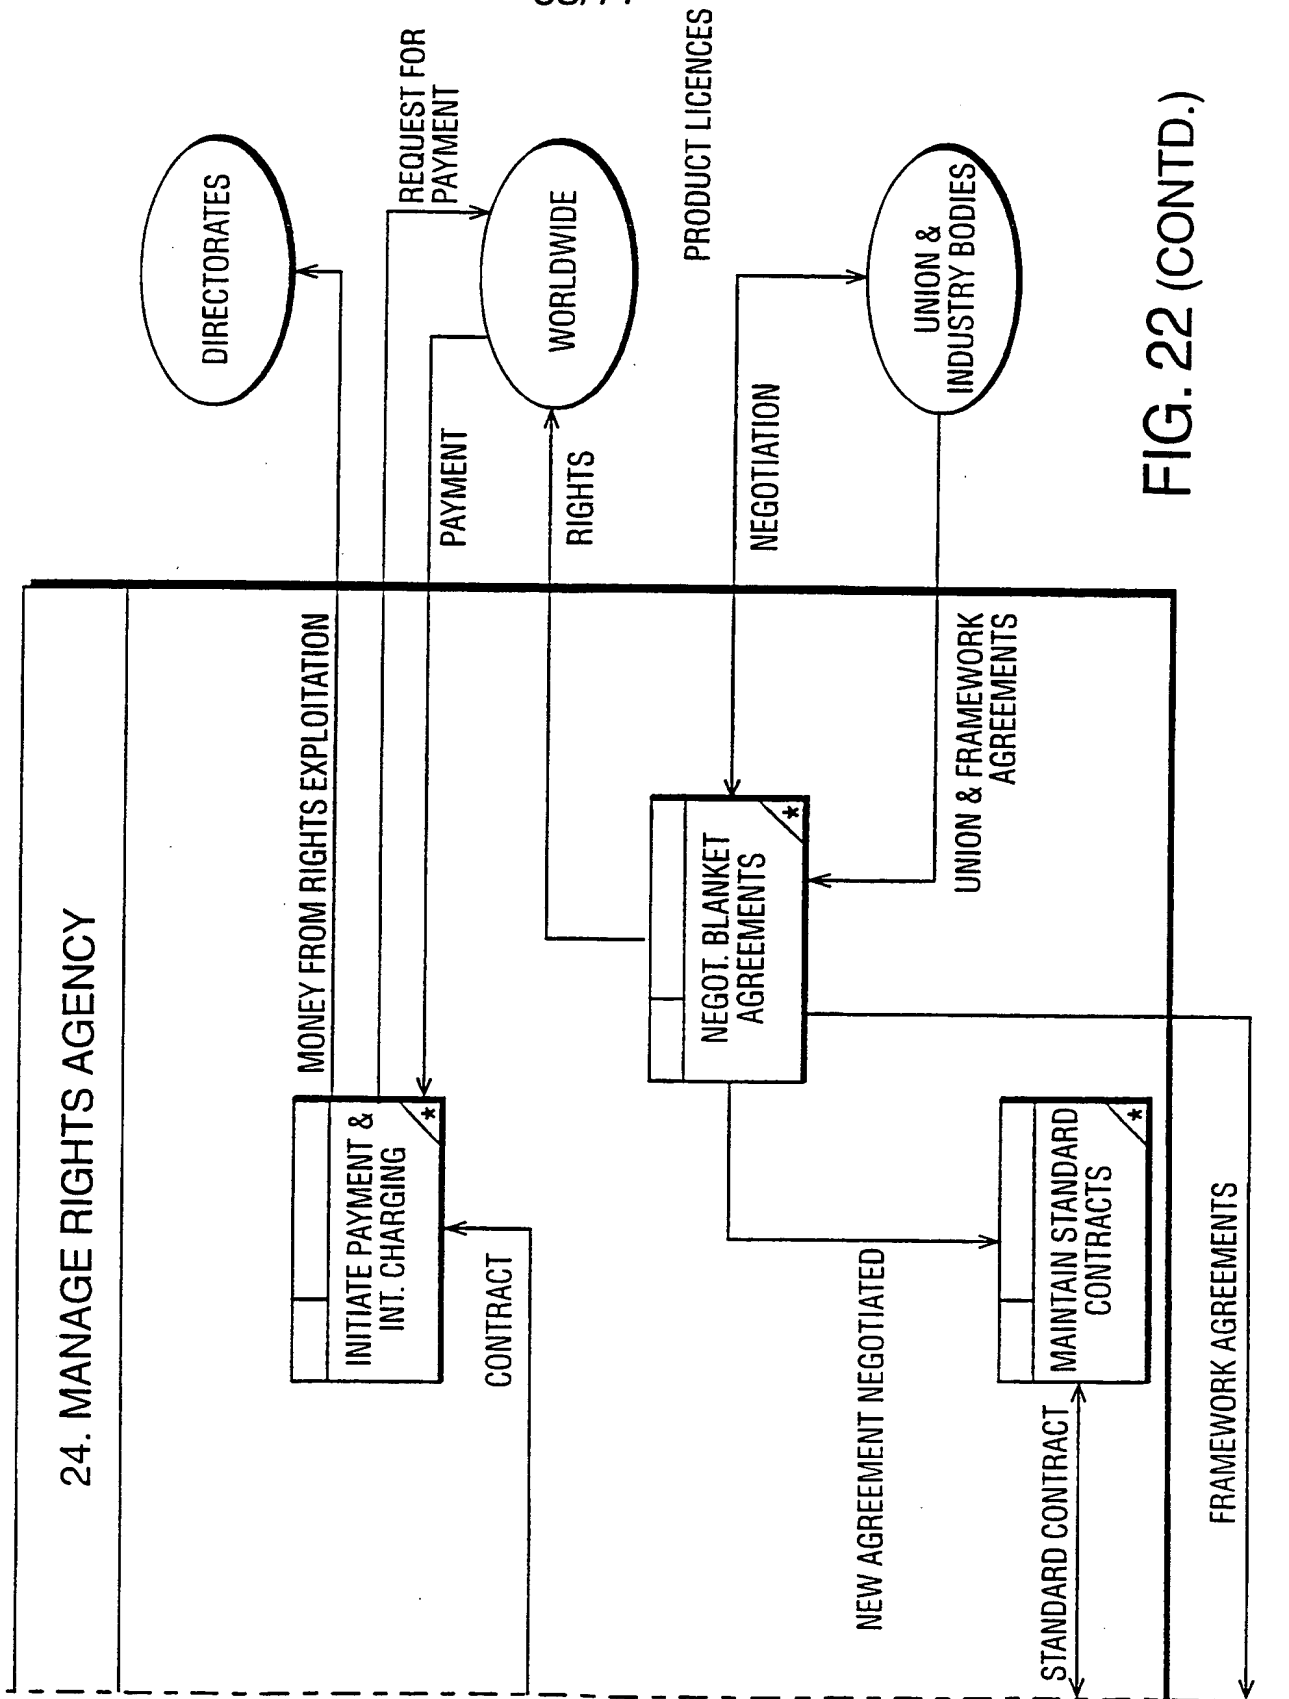 24. MANAGE RIGHTS AGENCY
MONEY FROM RIGHTS EXPLOITATION
DIRECTORATES
INITIATE PAYMENT &
INT. CHARGING
*
REQUEST FOR
PAYMENT
PAYMENT
WORLDWIDE
CONTRACT
RIGHTS
PRODUCT LICENCES
NEGOT. BLANKET
AGREEMENTS
*
NEGOTIATION
UNION &
INDUSTRY BODIES
NEW AGREEMENT NEGOTIATED
UNION & FRAMEWORK
AGREEMENTS
STANDARD CONTRACT
MAINTAIN STANDARD
CONTRACTS
*
FRAMEWORK AGREEMENTS
FIG. 22 (CONTD.)